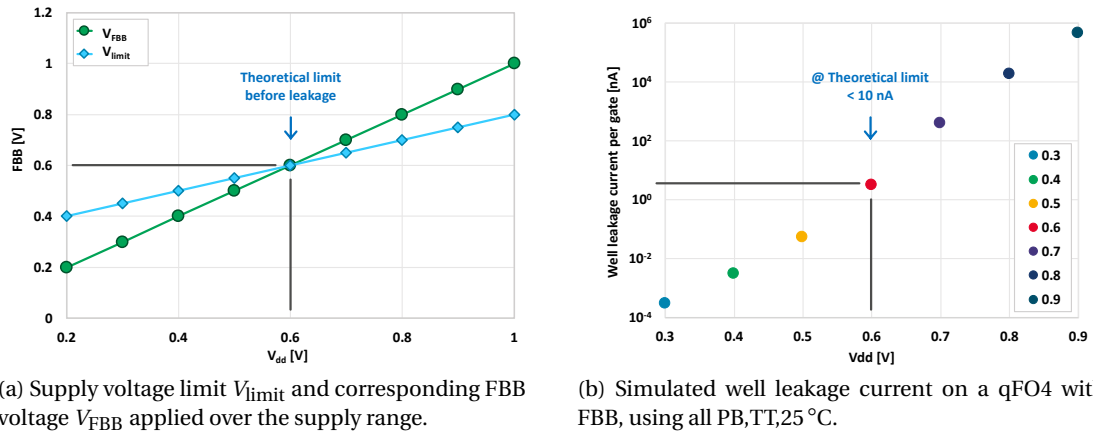 V_FBB
V_limit
Theoretical limit
before leakage
FBB [V]
1.2
1
0.8
0.6
0.4
0.2
0
0.2
0.4
0.6
0.8
1
V_dd [V]
(a) Supply voltage limit V_limit and corresponding FBB
voltage V_FBB applied over the supply range.
@ Theoretical limit
< 10 nA
Well leakage current per gate [nA]
10^6
10^4
10^2
10^0
10^-2
10^-4
0.3
0.4
0.5
0.6
0.7
0.8
0.9
0.3
0.4
0.5
0.6
0.7
0.8
0.9
Vdd [V]
(b) Simulated well leakage current on a qFO4 wit
FBB, using all PB,TT,25 °C.